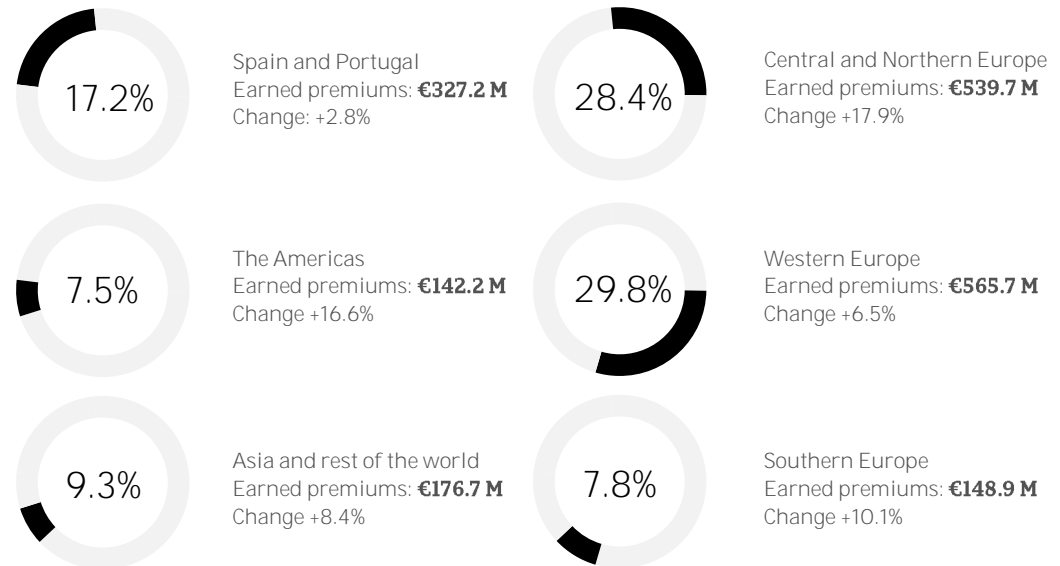 17.2%
Spain and Portugal
Earned premiums: €327.2 M
Change: +2.8%
28.4%
Central and Northern Europe
Earned premiums: €539.7 M
Change +17.9%
7.5%
The Americas
Earned premiums: €142.2 M
Change +16.6%
29.8%
Western Europe
Earned premiums: €565.7 M
Change +6.5%
9.3%
Asia and rest of the world
Earned premiums: €176.7 M
Change +8.4%
7.8%
Southern Europe
Earned premiums: €148.9 M
Change +10.1%